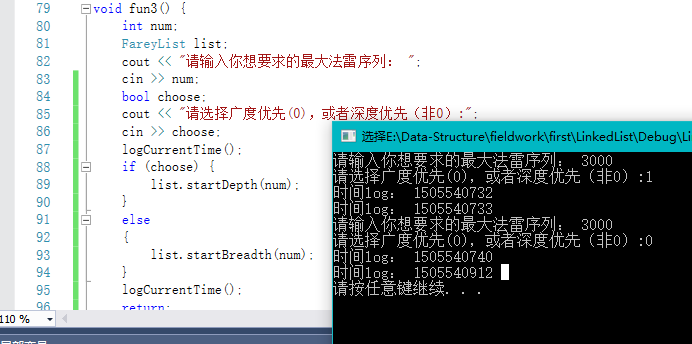 79 void fun3() {
80 int num;
81 FareyList list;
82 cout << "请输入你想要求的最大法雷序列： ";
83 cin >> num;
84 bool choose;
85 cout << "请选择广度优先(0)，或者深度优先（非0）:";
86 cin >> choose;
87 logCurrentTime();
88 if (choose) {
89 list.startDepth(num);
90 }
91 else
92 {
93 list.startBreadth(num);
94 }
95 logCurrentTime();
96 return;
110 %
选择E:\Data-Structure\fieldwork\first\LinkedList\Debug\Li
请输入你想要求的最大法雷序列： 3000
请选择广度优先(0)，或者深度优先（非0）:1
时间log： 1505540732
时间log： 1505540733
请输入你想要求的最大法雷序列： 3000
请选择广度优先(0)，或者深度优先（非0）:0
时间log： 1505540740
时间log： 1505540912
请按任意键继续. . .